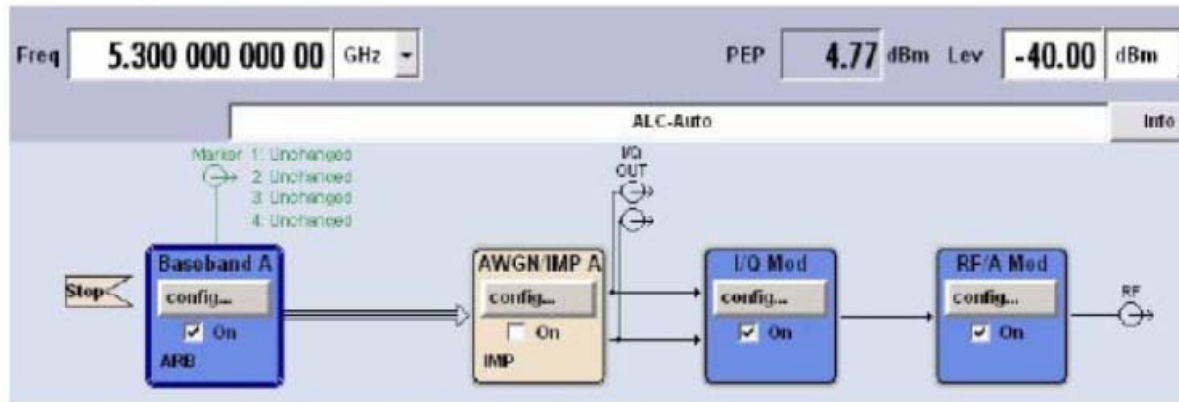 Freq 5.300 000 000 00 GHz PEP 4.77 dBm Lev -40.00 dBm
ALC-Auto Info
Marker 1: Unchanged
2: Unchanged
3: Unchanged
4: Unchanged
I/Q
OUT
Stop
Baseband A
config...
On
ARB
AWGN/IMP A
config...
On
IMP
I/Q Mod
config...
On
RF/A Mod
config...
On
RF